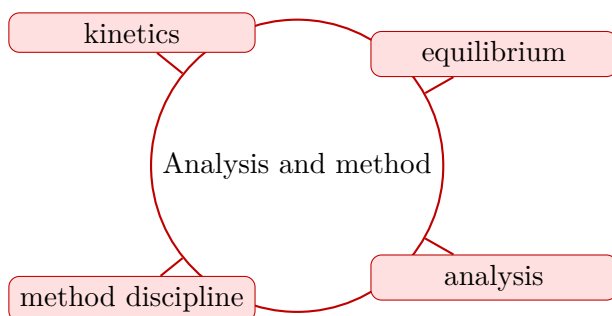 kinetics
equilibrium
Analysis and method
analysis
method discipline